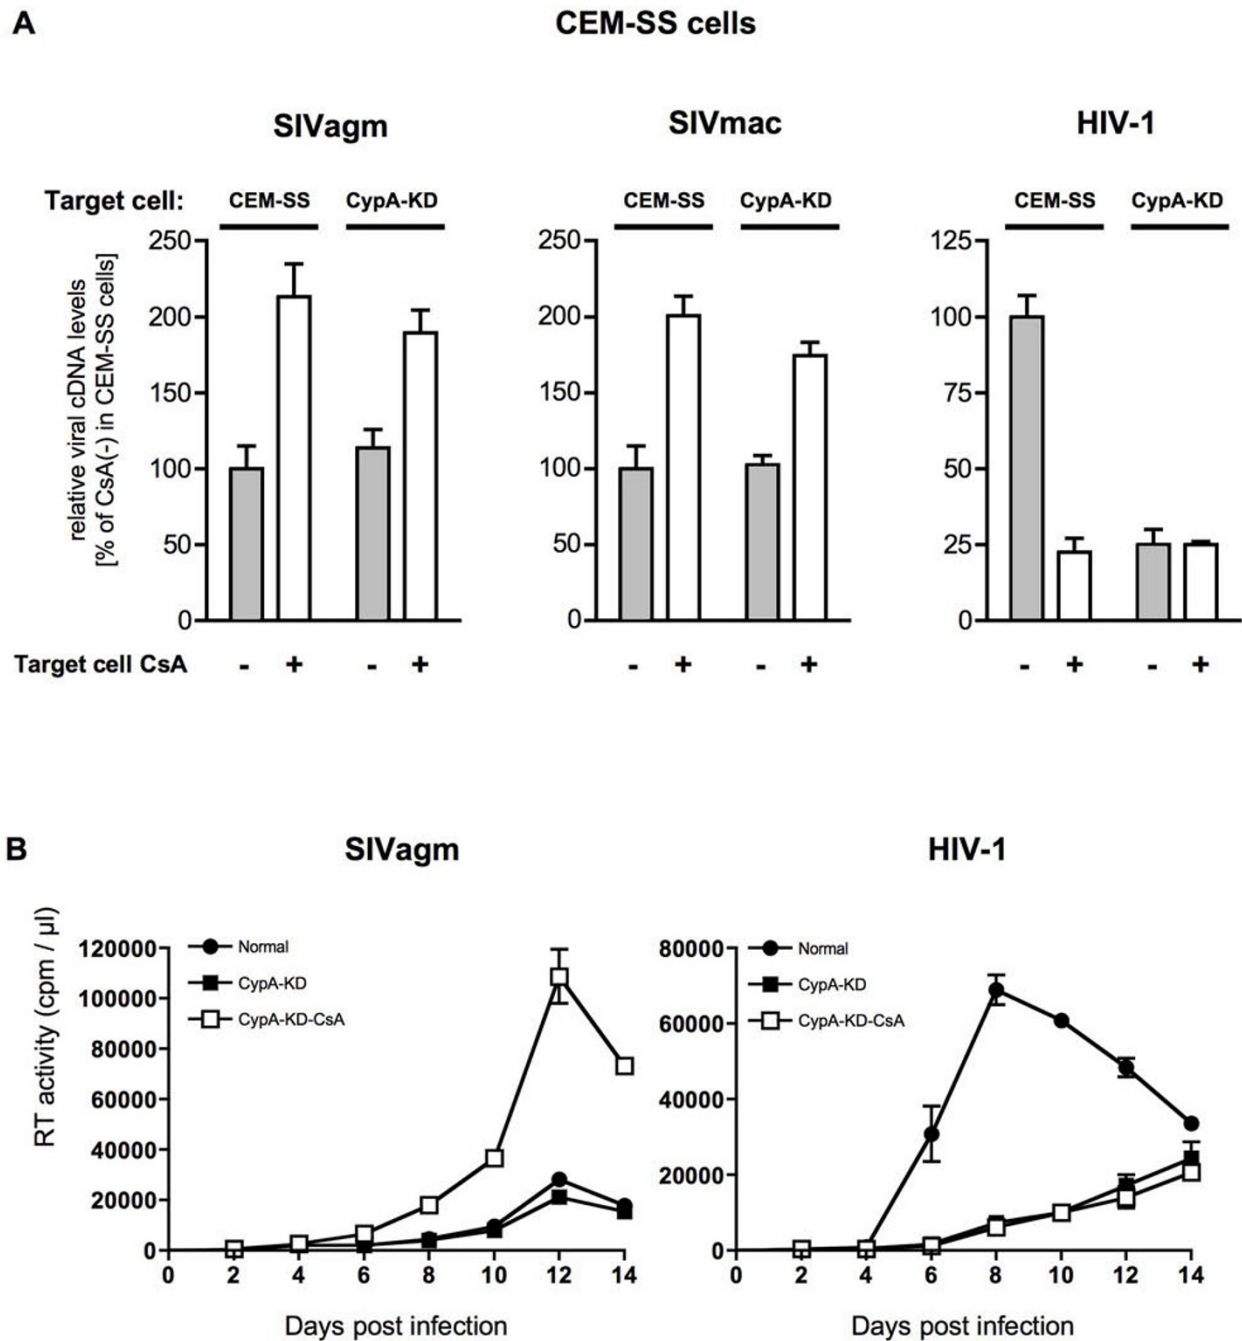 A
CEM-SS cells
SIVagm
SIVmac
HIV-1
Target cell:
CEM-SS
CypA-KD
CEM-SS
CypA-KD
CEM-SS
CypA-KD
relative viral cDNA levels
[% of CsA(-) in CEM-SS cells]
250
200
150
100
50
0
250
200
150
100
50
0
125
100
75
50
25
0
Target cell CsA
- + - +
- + - +
- + - +
B
SIVagm
HIV-1
RT activity (cpm / µl)
120000
100000
80000
60000
40000
20000
0
Normal
CypA-KD
CypA-KD-CsA
0 2 4 6 8 10 12 14
Days post infection
80000
60000
40000
20000
0
Normal
CypA-KD
CypA-KD-CsA
0 2 4 6 8 10 12 14
Days post infection